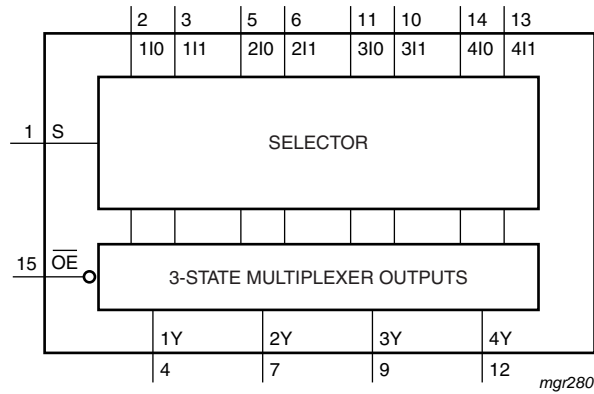 2 3 5 6 11 10 14 13
1I0 1I1 2I0 2I1 3I0 3I1 4I0 4I1
1 S
SELECTOR
15 O̅E̅
3-STATE MULTIPLEXER OUTPUTS
1Y 2Y 3Y 4Y
4 7 9 12
mgr280